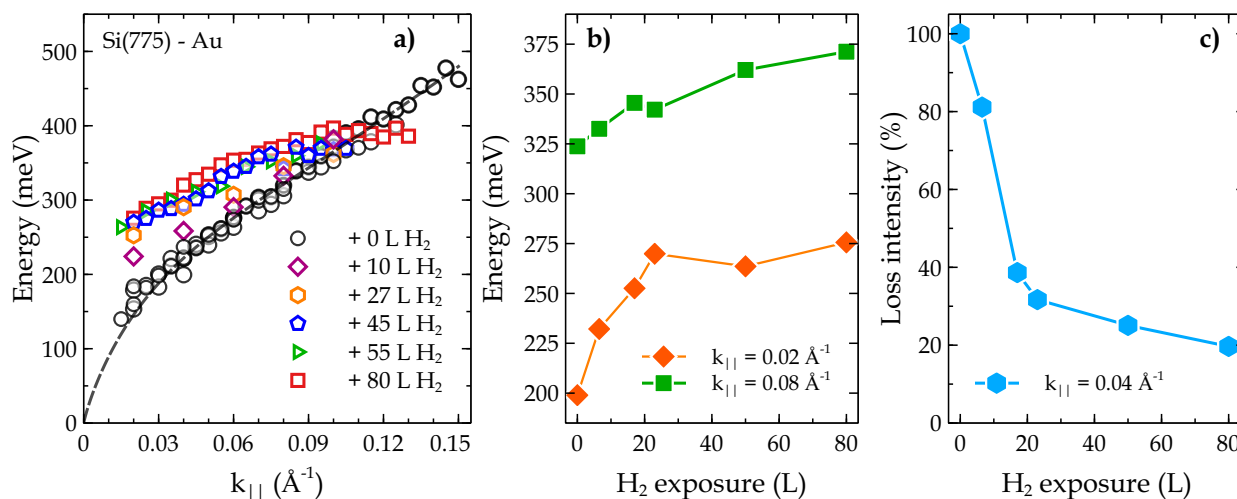 Si(775) - Au
a)
Energy (meV)
500
400
300
200
100
0
+ 0 L H₂
+ 10 L H₂
+ 27 L H₂
+ 45 L H₂
+ 55 L H₂
+ 80 L H₂
0
0.03
0.06
0.09
0.12
0.15
k|| (Å⁻¹)
b)
Energy (meV)
375
350
325
300
275
250
225
200
k|| = 0.02 Å⁻¹
k|| = 0.08 Å⁻¹
0
20
40
60
80
H₂ exposure (L)
c)
Loss intensity (%)
100
80
60
40
20
0
k|| = 0.04 Å⁻¹
0
20
40
60
80
H₂ exposure (L)